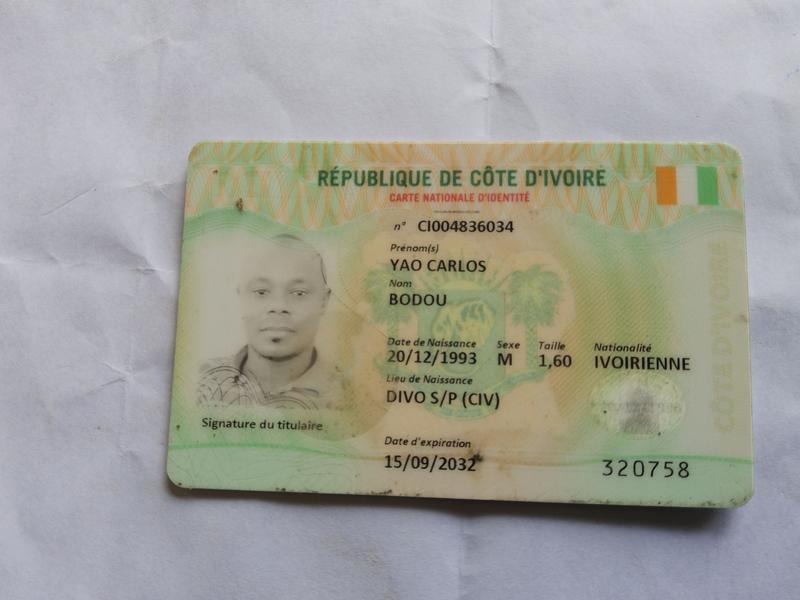 RÉPUBLIQUE DE CÔTE D'IVOIRE
CARTE NATIONALE D'IDENTITÉ
n° CI004836034
Prénom(s)
YAO CARLOS
Nom
BODOU
Date de Naissance Sexe Taille Nationalité
20/12/1993 M 1,60 IVOIRIENNE
Lieu de Naissance
DIVO S/P (CIV)
Signature du titulaire
Date d'expiration
15/09/2032
320758
CÔTE D'IVOIRE